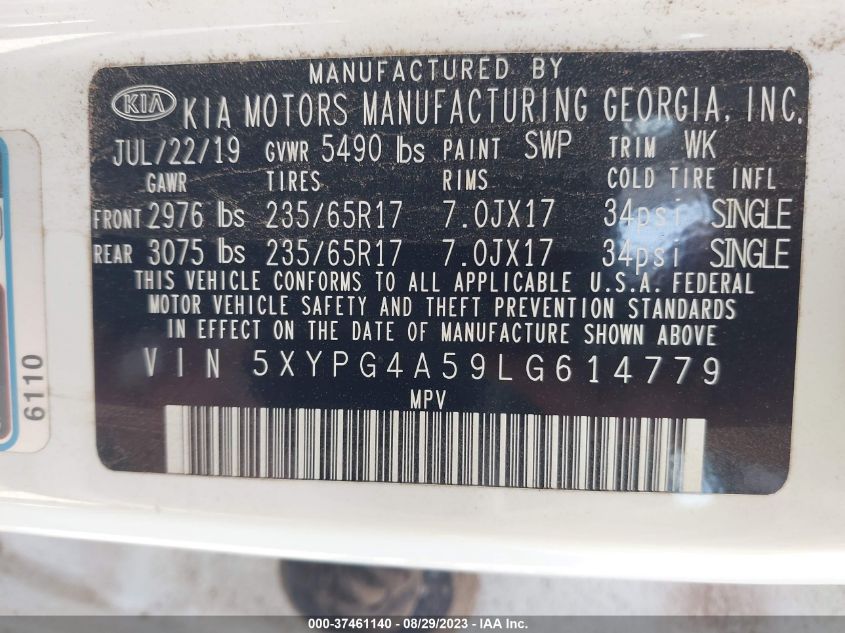 MANUFACTURED BY
KIA KIA MOTORS MANUFACTURING GEORGIA, INC.
JUL/22/19 GVWR 5490 lbs PAINT SWP TRIM WK
GAWR TIRES RIMS COLD TIRE INFL
FRONT 2976 lbs 235/65R17 7.0JX17 34psi SINGLE
REAR 3075 lbs 235/65R17 7.0JX17 34psi SINGLE
THIS VEHICLE CONFORMS TO ALL APPLICABLE U.S.A. FEDERAL
MOTOR VEHICLE SAFETY AND THEFT PREVENTION STANDARDS
IN EFFECT ON THE DATE OF MANUFACTURE SHOWN ABOVE
VIN 5XYPG4A59LG614779
MPV
6110
000-37461140 - 08/29/2023 - IAA Inc.